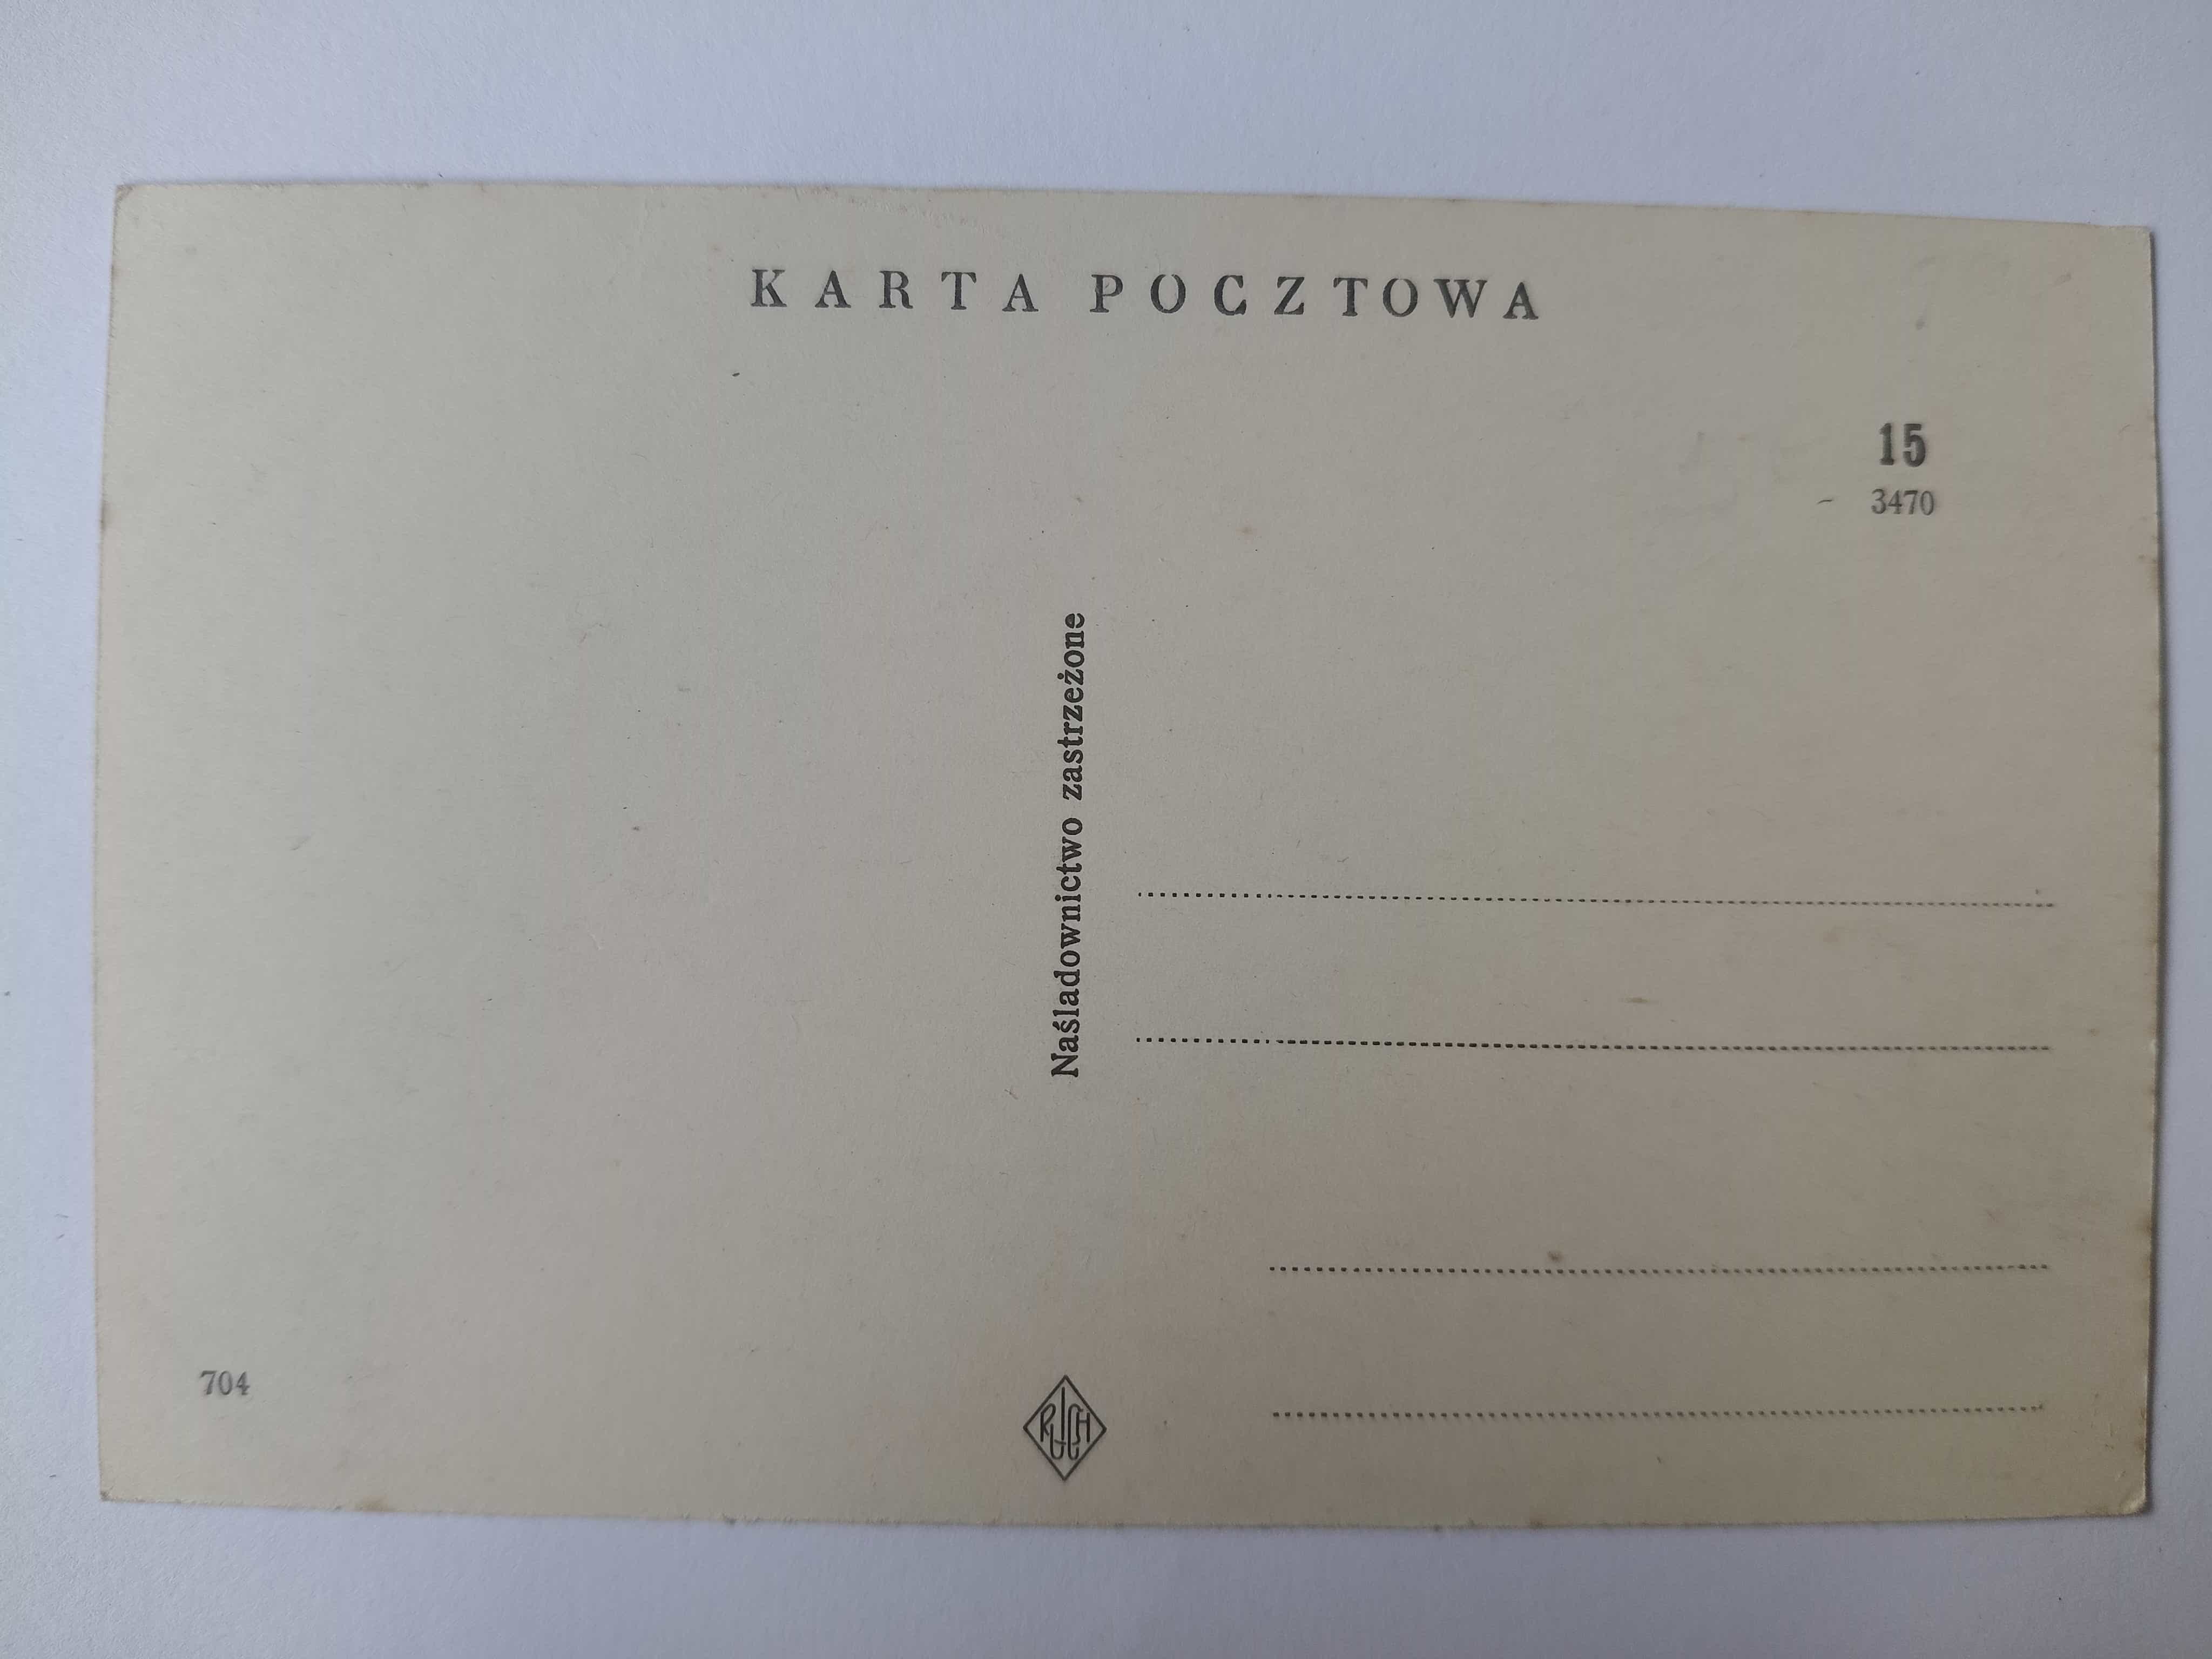 KARTA POCZTOWA
15
3470
Naśladownictwo zastrzeżone
704
RUCH